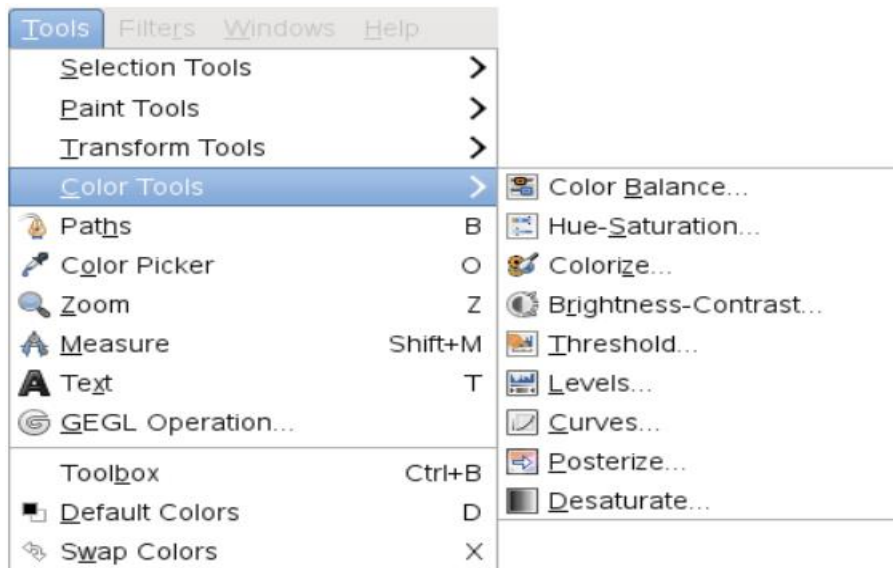 Tools Filters Windows Help
Selection Tools
Paint Tools
Transform Tools
Color Tools
Paths B
Color Picker O
Zoom Z
Measure Shift+M
Text T
GEGL Operation...
Toolbox Ctrl+B
Default Colors D
Swap Colors X
Color Balance...
Hue-Saturation...
Colorize...
Brightness-Contrast...
Threshold...
Levels...
Curves...
Posterize...
Desaturate...